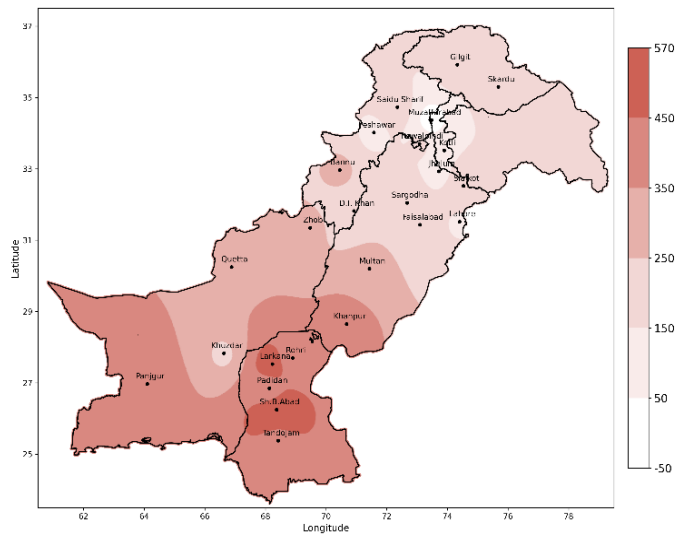 37
570
Gilgit
Skardu
450
35
Saidu Sharif
Muzaffarabad
Peshawar
Rawalpindi
Kotli
350
33
Bannu
Jhelum
Sialkot
Sargodha
D.I. Khan
Faisalabad
Lahore
Zhob
31
250
Latitude
Quetta
Multan
29
Khanpur
150
Khuzdar
Rohri
Larkana
27
Panjgur
Padidan
50
Sh.B.Abad
Tandojam
25
-50
62 64 66 68 70 72 74 76 78
Longitude